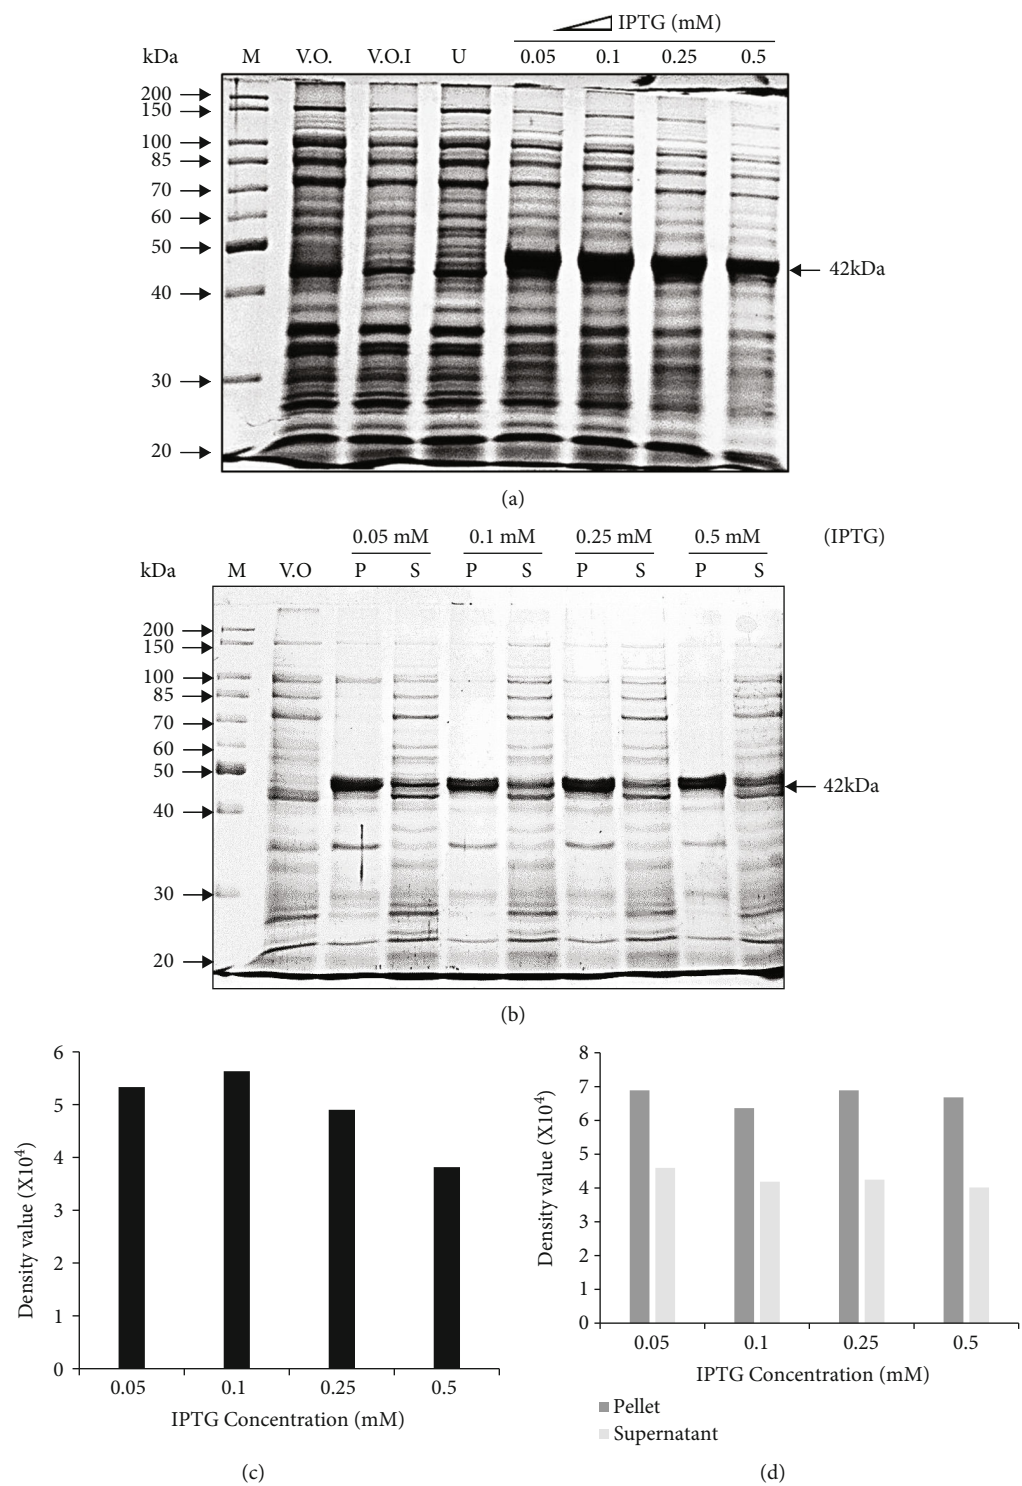 IPTG (mM)
kDa M V.O. V.O.I U 0.05 0.1 0.25 0.5
200
150
100
85
70
60
50
42kDa
40
30
20
(a)
0.05 mM 0.1 mM 0.25 mM 0.5 mM (IPTG)
kDa M V.O P S P S P S P S
200
150
100
85
70
60
50
42kDa
40
30
20
(b)
6
5
4
3
2
1
0
Density value (X10⁴)
0.05 0.1 0.25 0.5
IPTG Concentration (mM)
(c)
8
7
6
5
4
3
2
1
0
Density value (X10⁴)
0.05 0.1 0.25 0.5
IPTG Concentration (mM)
Pellet
Supernatant
(d)